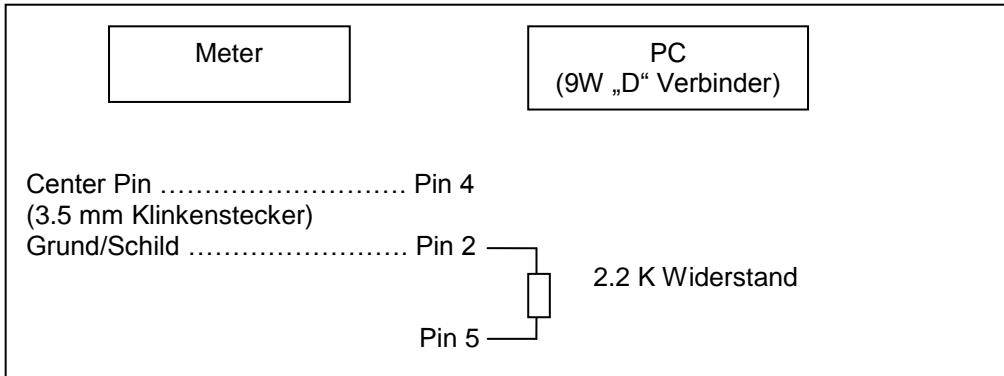 Meter
PC
(9W „D“ Verbinder)
Center Pin ………………………. Pin 4
(3.5 mm Klinkenstecker)
Grund/Schild ……………………. Pin 2
2.2 K Widerstand
Pin 5